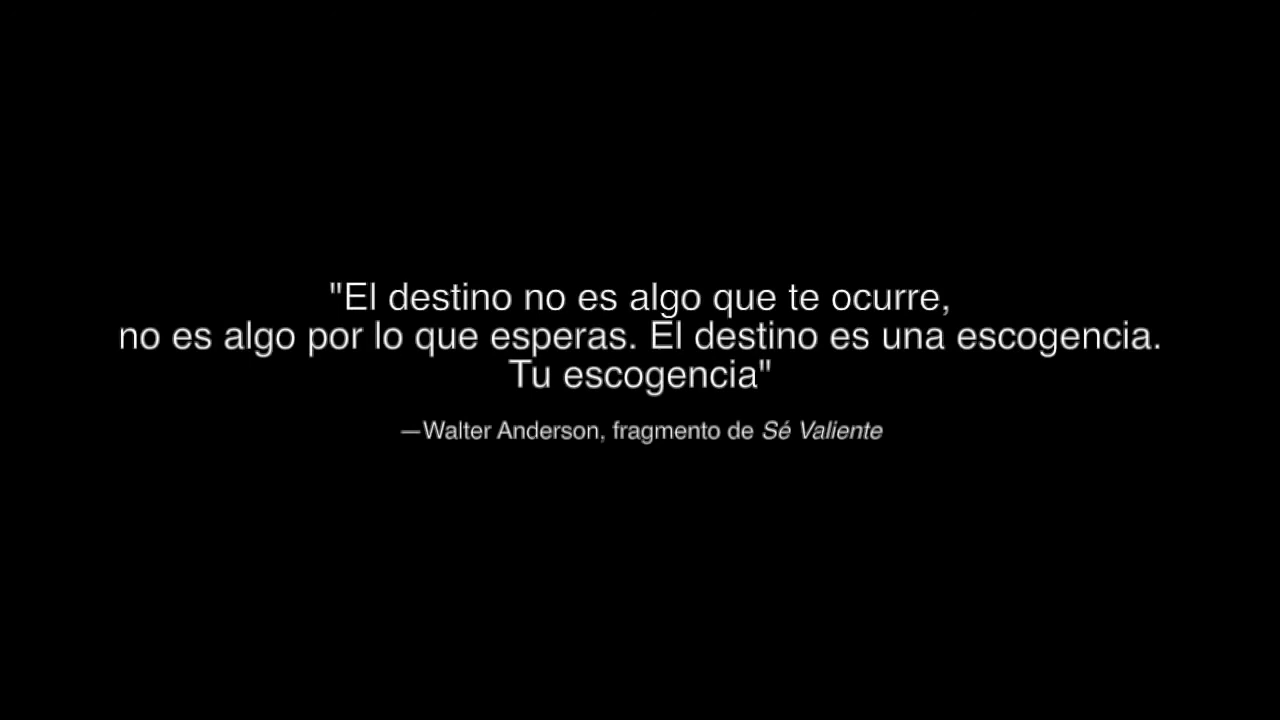 "El destino no es algo que te ocurre,
no es algo por lo que esperas. El destino es una escogencia.
Tu escogencia"
—Walter Anderson, fragmento de Sé Valiente